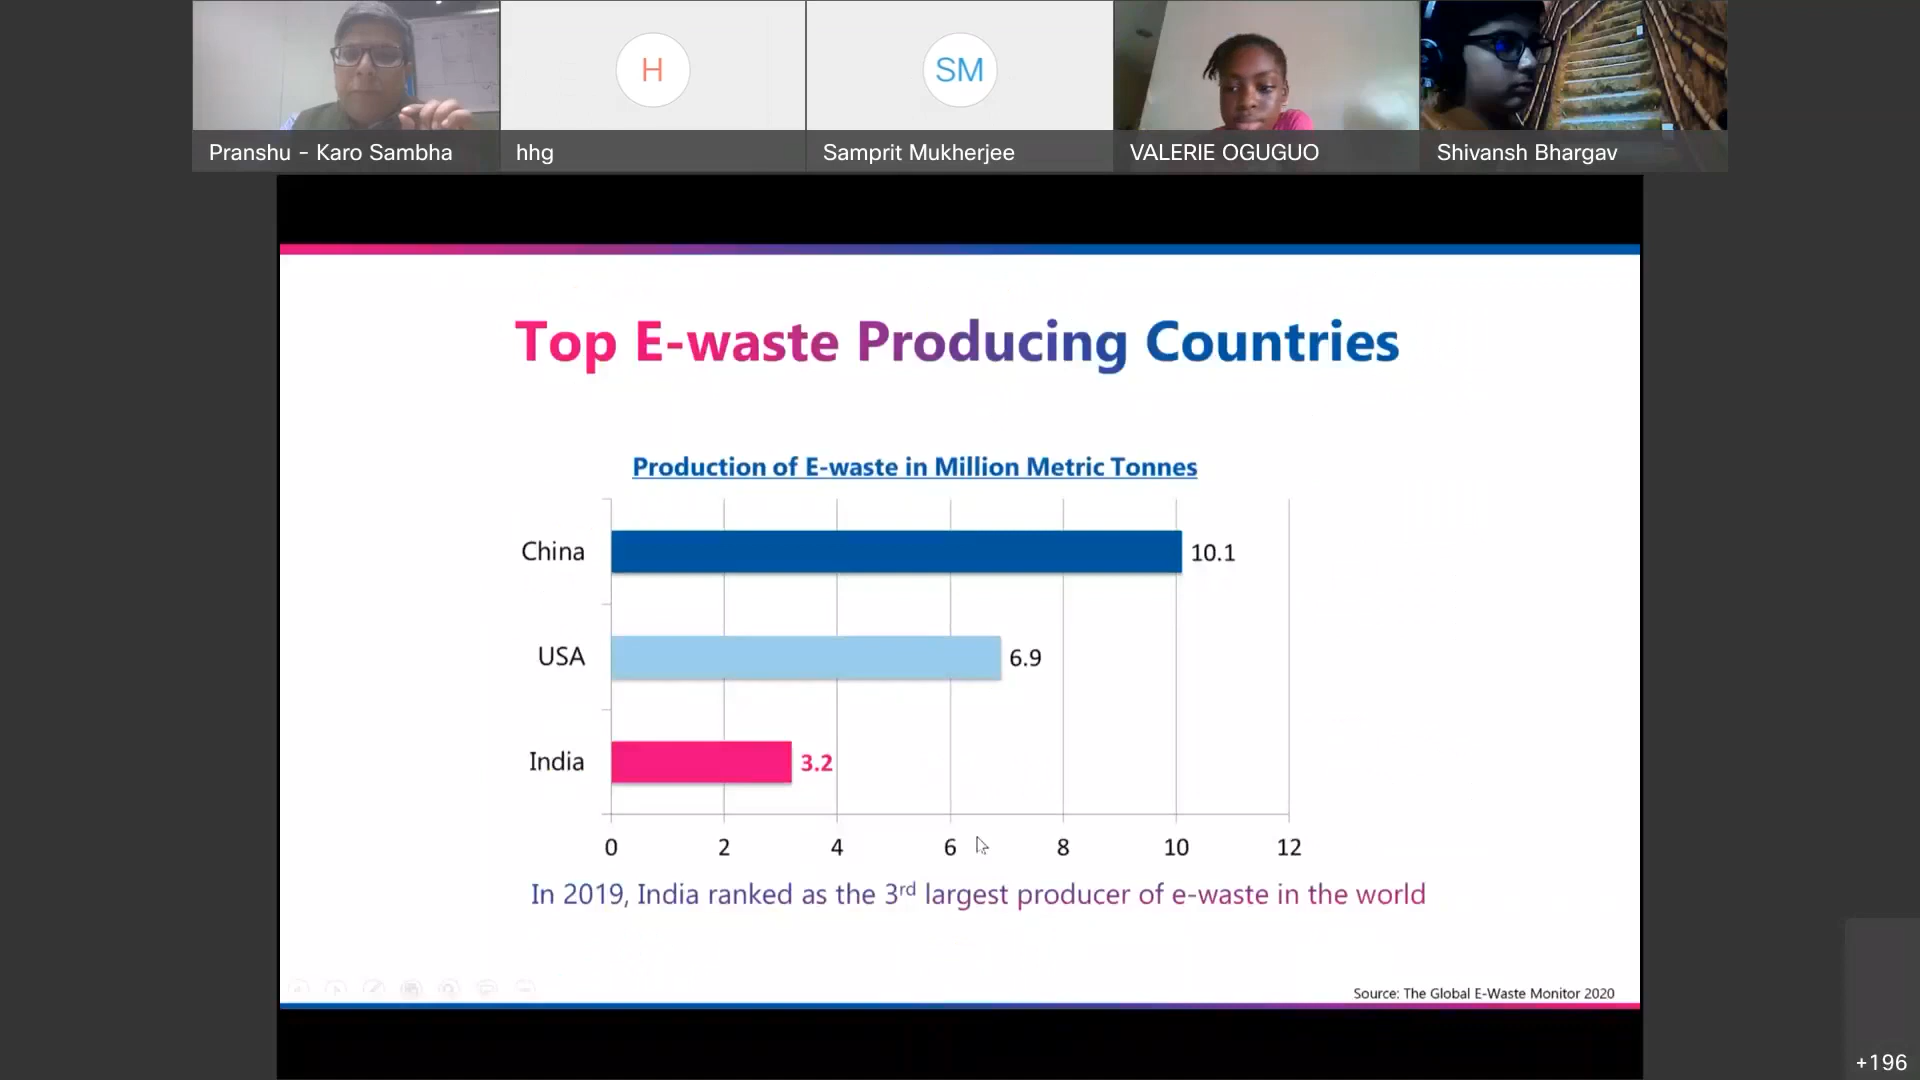 H
SM
Pranshu - Karo Sambha
hhg
Samprit Mukherjee
VALERIE OGUGUO
Shivansh Bhargav
Top E-waste Producing Countries
Production of E-waste in Million Metric Tonnes
China
10.1
USA
6.9
India
3.2
0 2 4 6 8 10 12
In 2019, India ranked as the 3rd largest producer of e-waste in the world
Source: The Global E-Waste Monitor 2020
+196